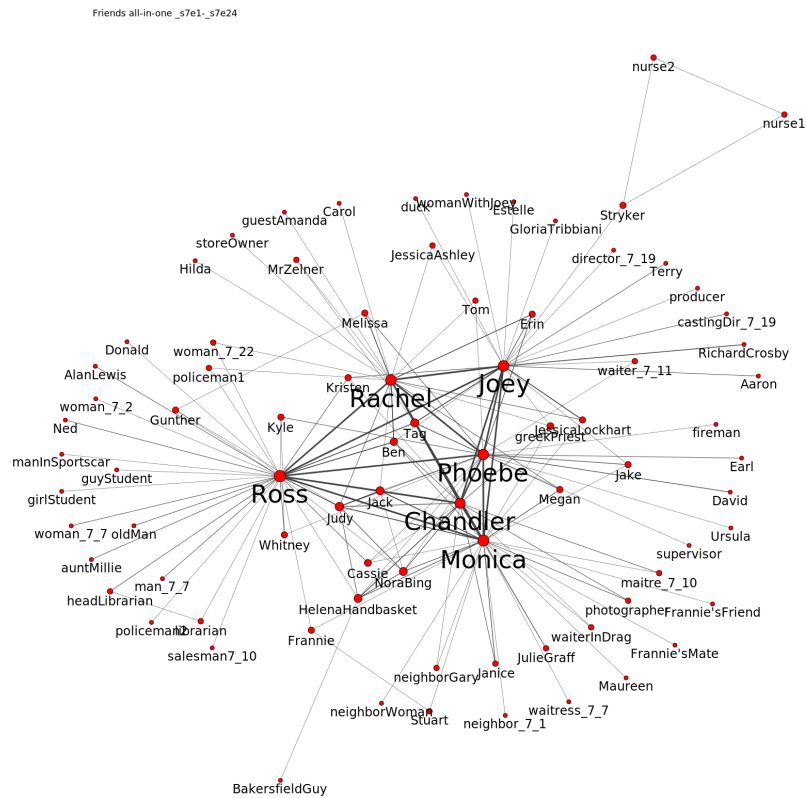 Friends all-in-one _s7e1-_s7e24
nurse2
nurse1
duck
womanWithJoey
Estelle
Carol
guestAmanda
Stryker
GloriaTribbiani
storeOwner
JessicaAshley
Hilda
MrZelner
director_7_19
Terry
producer
Tom
Melissa
Erin
castingDir_7_19
Donald
woman_7_22
RichardCrosby
AlanLewis
policeman1
waiter_7_11
Aaron
Kristen
Rachel
Joey
woman_7_2
Gunther
Ned
Kyle
Tag
JessicaLockhart
greekPriest
fireman
Ben
manInSportscar
guyStudent
Phoebe
Jake
Earl
girlStudent
Ross
Megan
David
Jack
Judy
Chandler
woman_7_7
oldMan
Whitney
Ursula
Monica
supervisor
auntMillie
Cassie
NoraBing
man_7_7
maitre_7_10
headLibrarian
HelenaHandbasket
photographer
Frannie'sFriend
policeman2
librarian
Frannie
waiterInDrag
salesman7_10
JulieGraff
Frannie'sMate
neighborGary
Janice
Maureen
neighborWoman
Stuart
neighbor_7_1
waitress_7_7
BakersfieldGuy